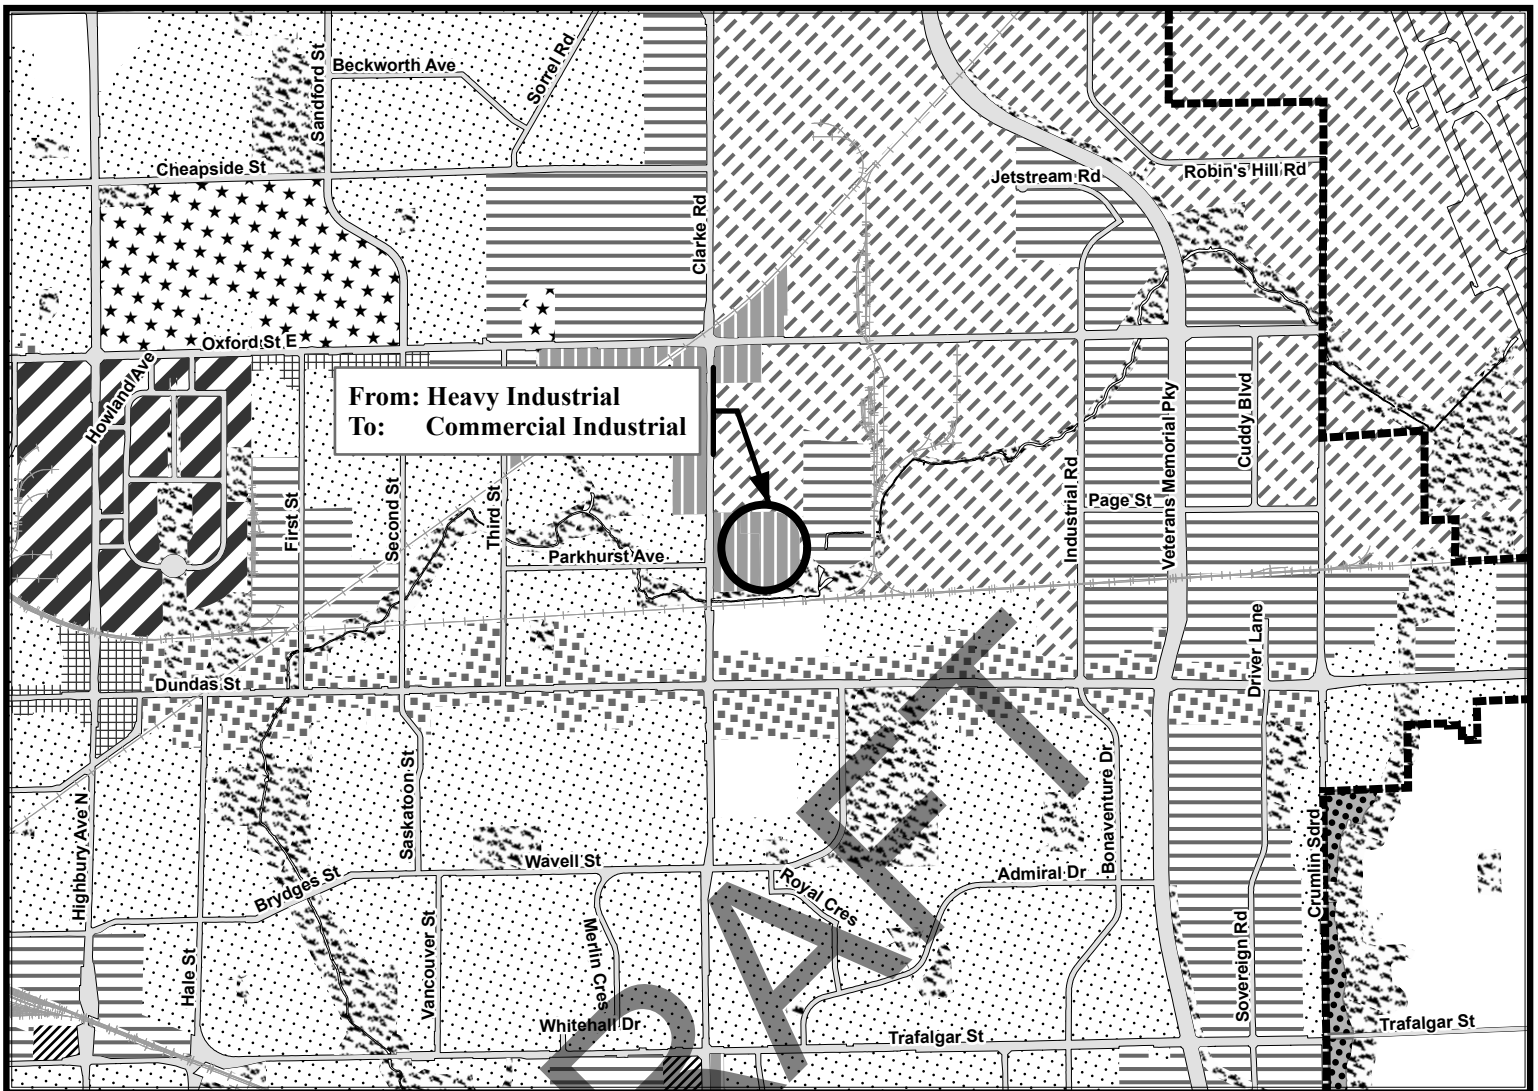 Beckworth Ave
Sandford St
Sorrel Rd
Cheapside St
Clarke Rd
Jetstream Rd
Robin's Hill Rd
Oxford St E
Howland Ave
From: Heavy Industrial
To: Commercial Industrial
First St
Second St
Third St
Parkhurst Ave
Industrial Rd
Veterans Memorial Pky
Cuddy Blvd
Page St
Driver Lane
Dundas St
Saskatoon St
Highbury Ave N
Brydges St
Wavell St
Royal Cres
Admiral Dr
Bonaventure Dr
Crumlin Sdrd
Hale St
Vancouver St
Merlin Cres
Sovereign Rd
Whitehall Dr
Trafalgar St
Trafalgar St
DRAFT